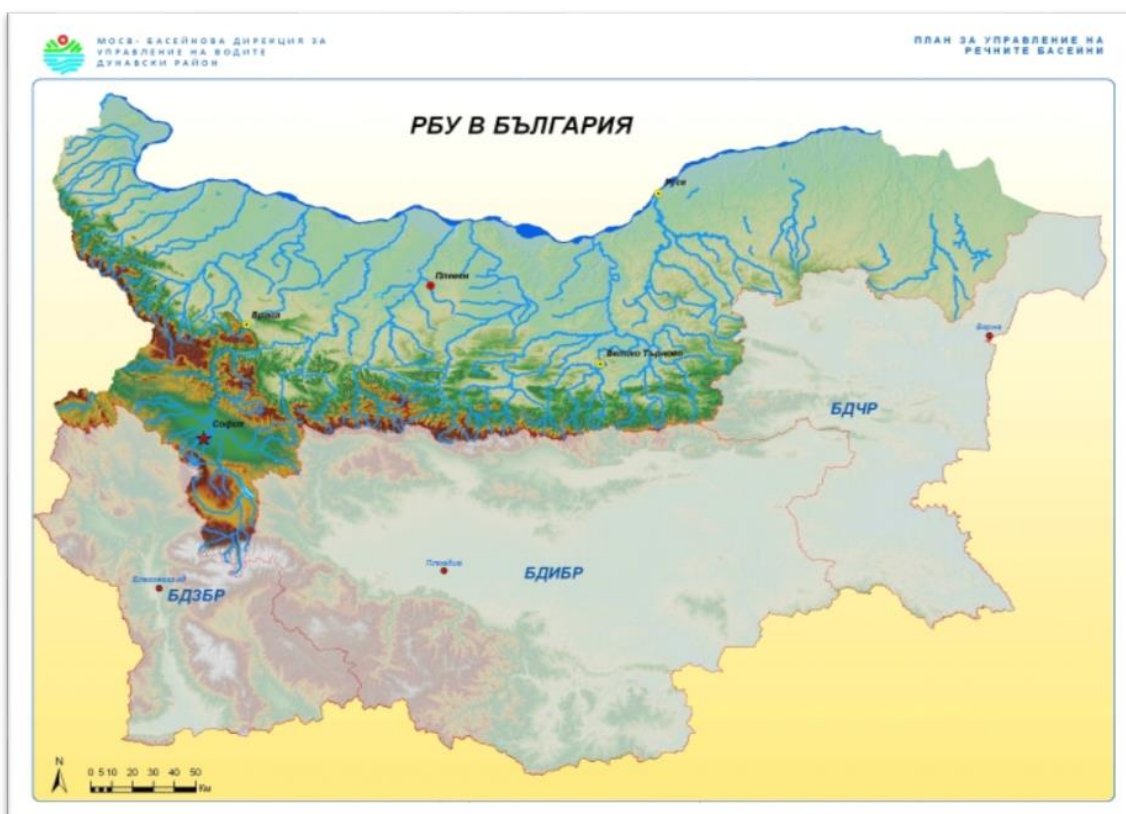 МОСВ- БАСЕЙНОВА ДИРЕКЦИЯ ЗА
УПРАВЛЕНИЕ НА ВОДИТЕ
ДУНАВСКИ РАЙОН
ПЛАН ЗА УПРАВЛЕНИЕ НА
РЕЧНИТЕ БАСЕЙНИ
РБУ В БЪЛГАРИЯ
Русе
Плевен
Враца
Велико Търново
Варна
БДЧР
София
Пловдив
БДИБР
Благоевград
БДЗБР
N
0 5 10 20 30 40 50
Км